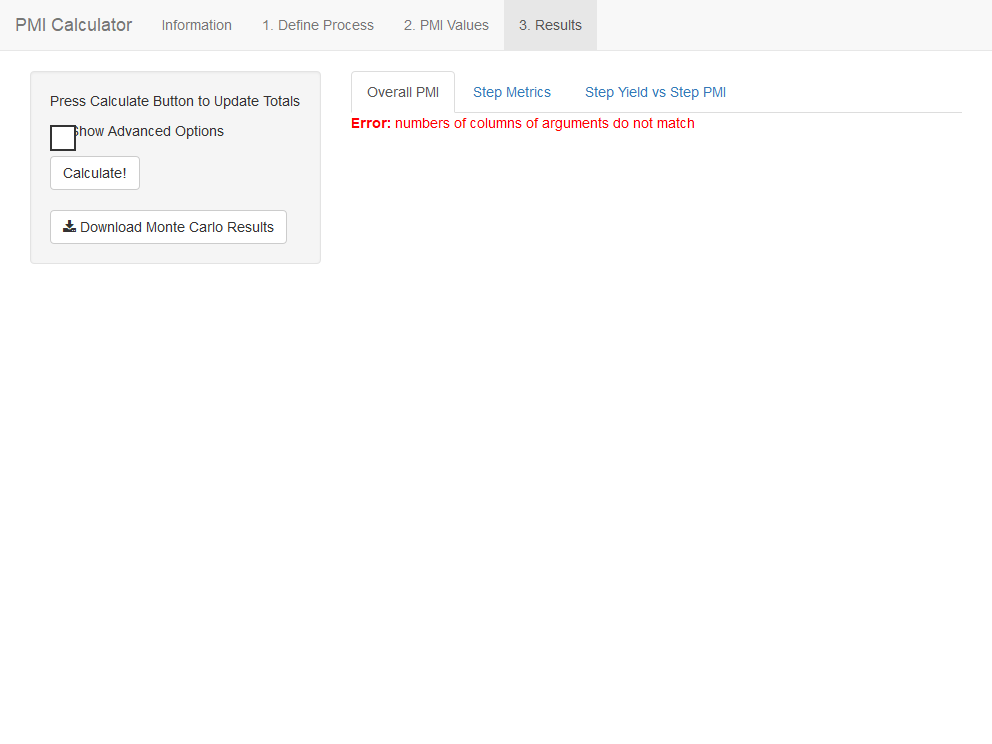 PMI Calculator Information 1. Define Process 2. PMI Values 3. Results
Press Calculate Button to Update Totals
Show Advanced Options
Calculate!
Download Monte Carlo Results
Overall PMI Step Metrics Step Yield vs Step PMI
Error: numbers of columns of arguments do not match